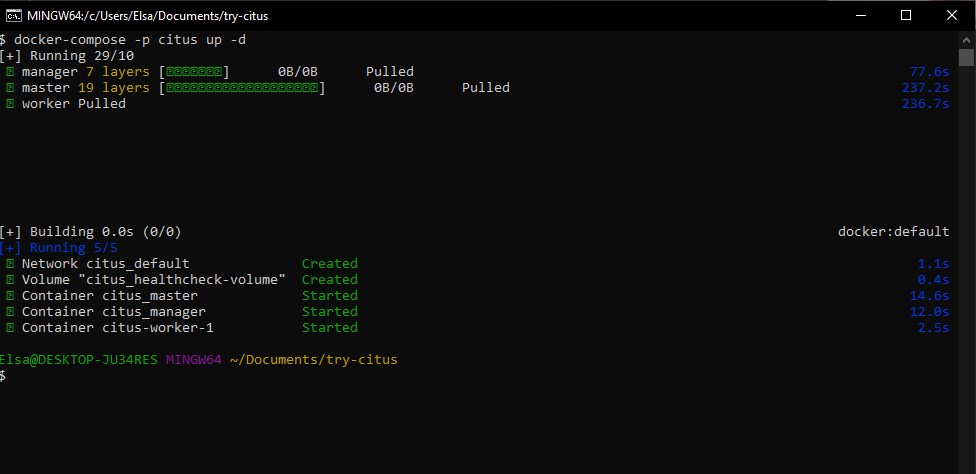 MINGW64:/c/Users/Elsa/Documents/try-citus
$ docker-compose -p citus up -d
[+] Running 29/10
manager 7 layers [⍰⍰⍰⍰⍰⍰⍰] 0B/0B Pulled 77.6s
master 19 layers [⍰⍰⍰⍰⍰⍰⍰⍰⍰⍰⍰⍰⍰⍰⍰⍰⍰⍰⍰] 0B/0B Pulled 237.2s
worker Pulled 236.7s
[+] Building 0.0s (0/0) docker:default
[+] Running 5/5
Network citus_default Created 1.1s
Volume "citus_healthcheck-volume" Created 0.4s
Container citus_master Started 14.6s
Container citus_manager Started 12.0s
Container citus-worker-1 Started 2.5s
Elsa@DESKTOP-JU34RES MINGW64 ~/Documents/try-citus
$